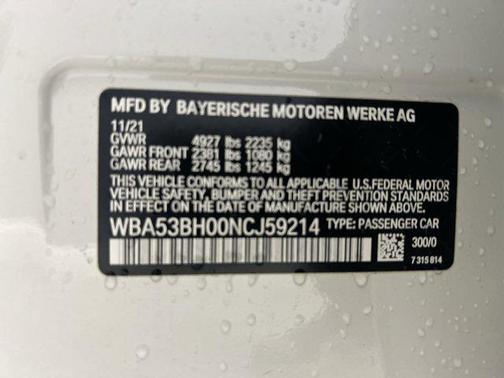 MFD BY BAYERISCHE MOTOREN WERKE AG
11/21
GVWR 4927 lbs 2235 kg
GAWR FRONT 2381 lbs 1080 kg
GAWR REAR 2745 lbs 1245 kg
THIS VEHICLE CONFORMS TO ALL APPLICABLE U.S.FEDERAL MOTOR
VEHICLE SAFETY, BUMPER,AND THEFT PREVENTION STANDARDS
IN EFFECT ON THE DATE OF MANUFACTURE SHOWN ABOVE.
WBA53BH00NCJ59214 TYPE: PASSENGER CAR
300/0
7 315 814